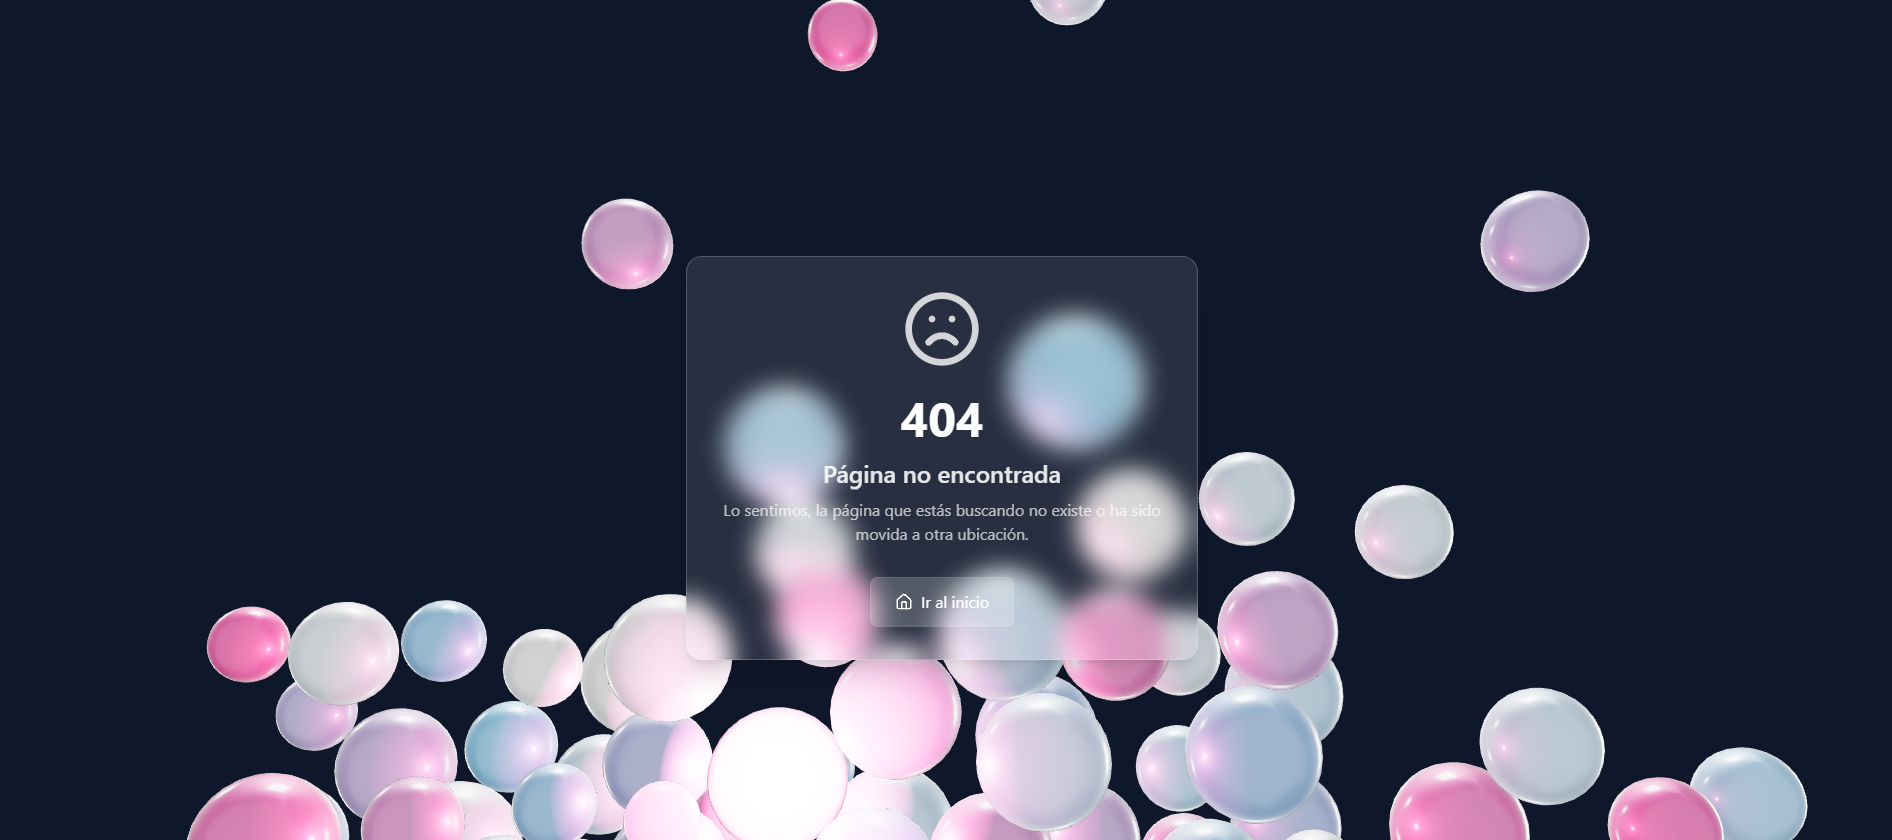 404
Página no encontrada
Lo sentimos, la página que estás buscando no existe o ha sido
movida a otra ubicación.
Ir al inicio